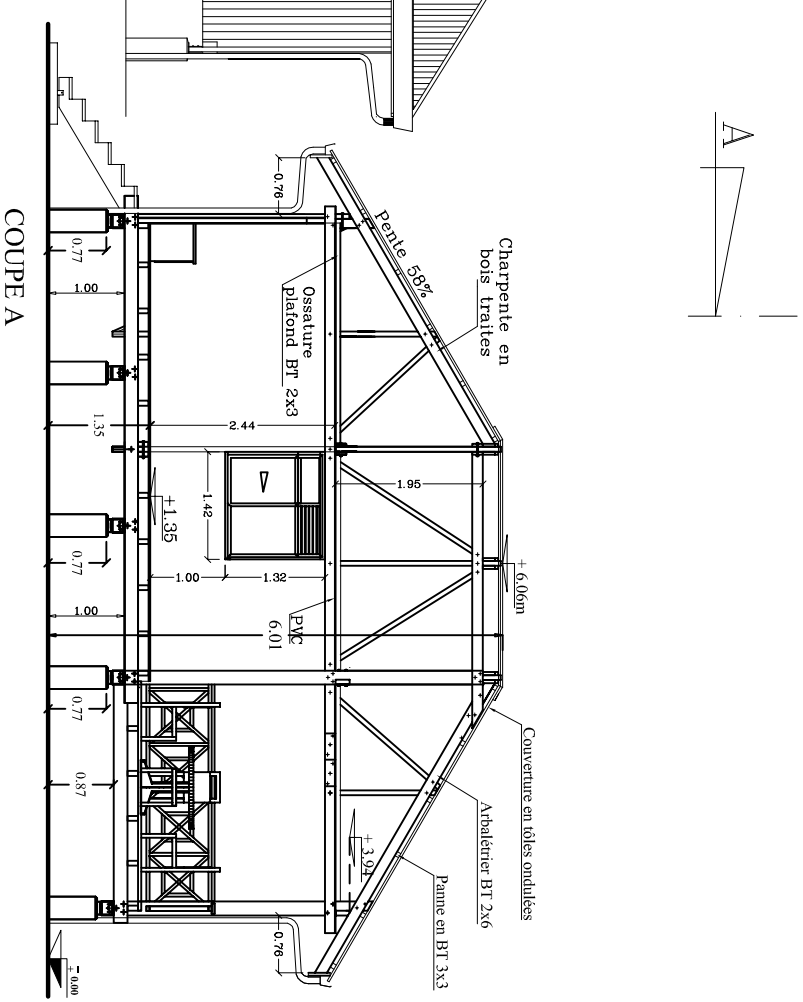 A
Couverture en tôles ondulées
Arbalétrier BT 2x6
Panne en BT 3x3
Charpente en
bois traites
Pente 58%
+ 6.06m
+ 3.94
Ossature
plafond BT 2x3
PVC
6.01
0.76
0.76
1.95
2.44
1.42
1.32
1.00
+1.35
1.35
0.77
1.00
0.77
1.00
0.77
0.87
+ 0.00
COUPE A